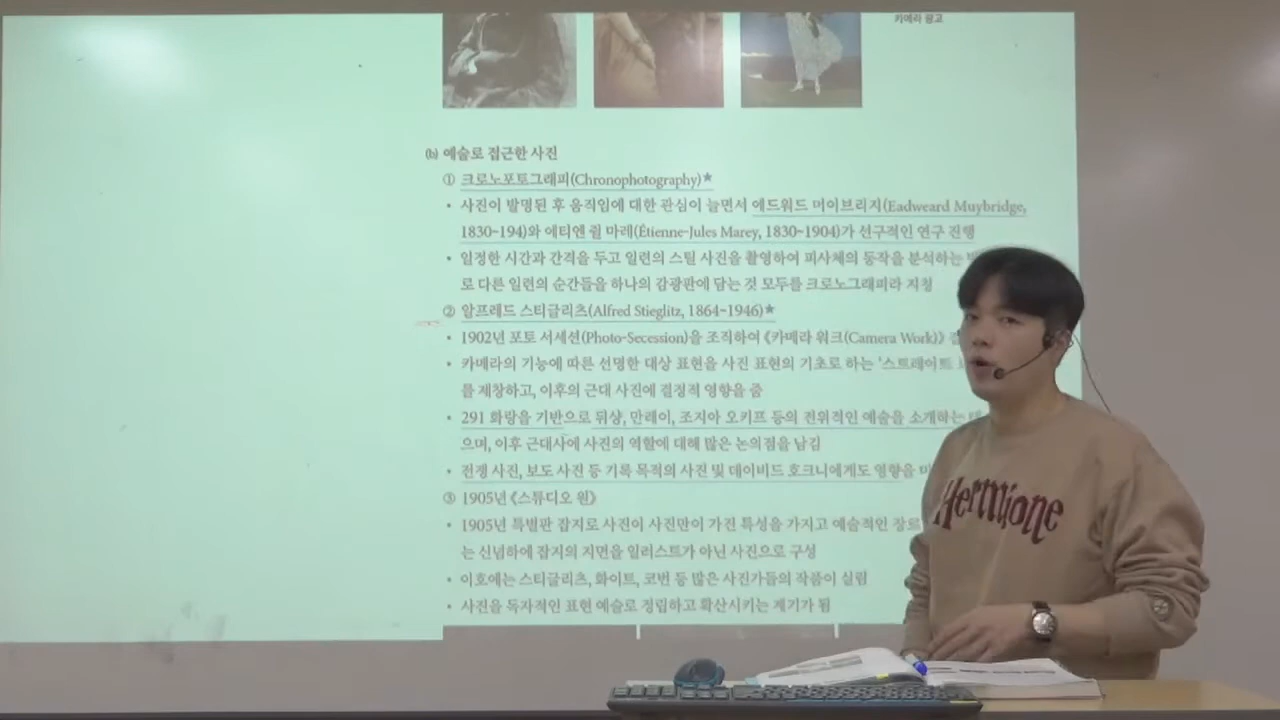 카메라 광고
(b) 예술로 접근한 사진
① 크로노포토그래피(Chronophotography)★
• 사진이 발명된 후 움직임에 대한 관심이 늘면서 에드워드 머이브리지(Eadweard Muybridge,
1830-194)와 에티엔 쥘 마레(Étienne-Jules Marey, 1830-1904)가 선구적인 연구 진행
• 일정한 시간과 간격을 두고 일련의 스틸 사진을 촬영하여 피사체의 동작을 분석하는
로 다른 일련의 순간들을 하나의 감광판에 담는 것 모두를 크로노그래피라 지칭
② 알프레드 스티글리츠(Alfred Stieglitz, 1864-1946)★
• 1902년 포토 서세션(Photo-Secession)을 조직하여 《카메라 워크(Camera Work)》
• 카메라의 기능에 따른 선명한 대상 표현을 사진 표현의 기초로 하는 '스트레이트
를 제창하고, 이후의 근대 사진에 결정적 영향을 줌
• 291 화랑을 기반으로 뒤샹, 만레이, 조지아 오키프 등의 전위적인 예술을 소개하는
으며, 이후 근대사에 사진의 역할에 대해 많은 논의점을 남김
• 전쟁 사진, 보도 사진 등 기록 목적의 사진 및 데이비드 호크니에게도 영향을
③ 1905년 《스튜디오 원》
• 1905년 특별판 잡지로 사진이 사진만이 가진 특성을 가지고 예술적인 장르
는 신념하에 잡지의 지면을 일러스트가 아닌 사진으로 구성
• 이호에는 스티글리츠, 화이트, 코번 등 많은 사진가들의 작품이 실림
• 사진을 독자적인 표현 예술로 정립하고 확산시키는 계기가 됨
Hermione